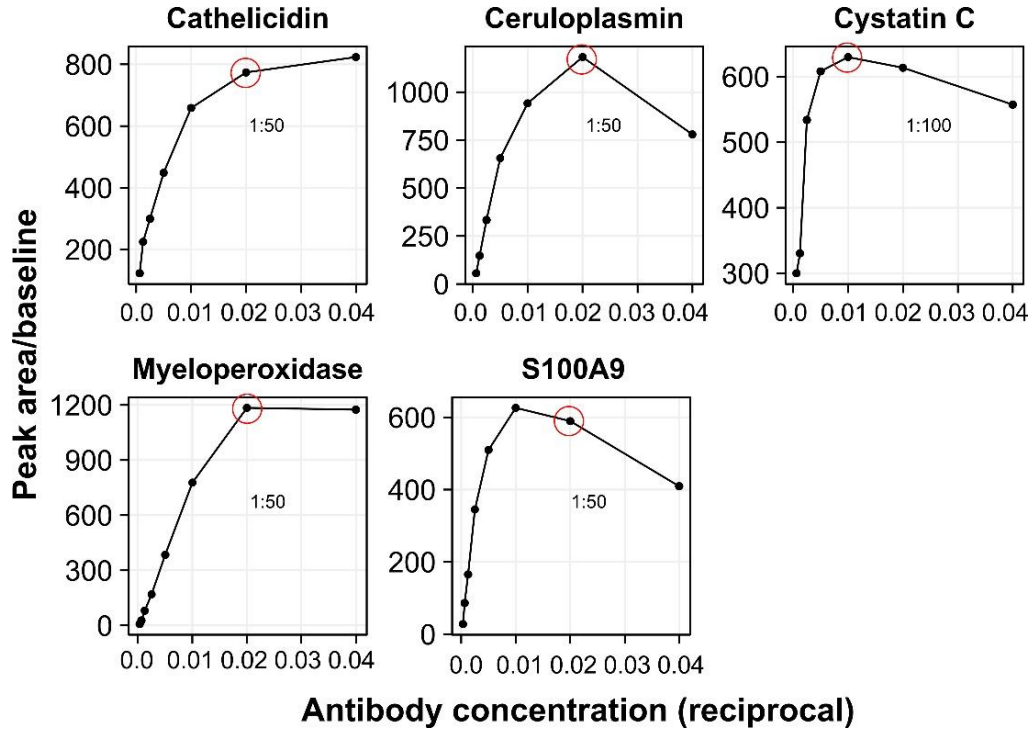 Cathelicidin
800
600
400
200
1:50
0.0 0.01 0.02 0.03 0.04
Ceruloplasmin
1000
750
500
250
0
1:50
0.0 0.01 0.02 0.03 0.04
Cystatin C
600
500
400
300
1:100
0.0 0.01 0.02 0.03 0.04
Myeloperoxidase
1200
900
600
300
0
1:50
0.0 0.01 0.02 0.03 0.04
S100A9
600
400
200
0
1:50
0.0 0.01 0.02 0.03 0.04
Peak area/baseline
Antibody concentration (reciprocal)